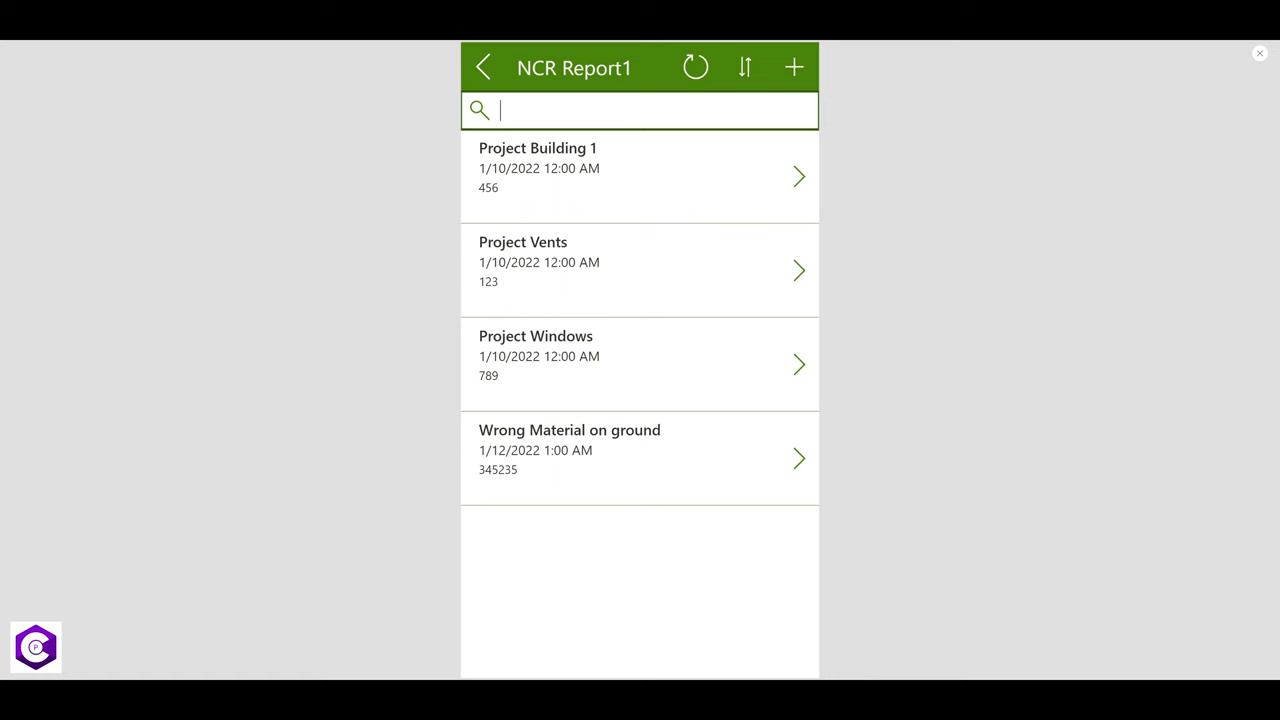 NCR Report1
Project Building 1
1/10/2022 12:00 AM
456
Project Vents
1/10/2022 12:00 AM
123
Project Windows
1/10/2022 12:00 AM
789
Wrong Material on ground
1/12/2022 1:00 AM
345235
C P